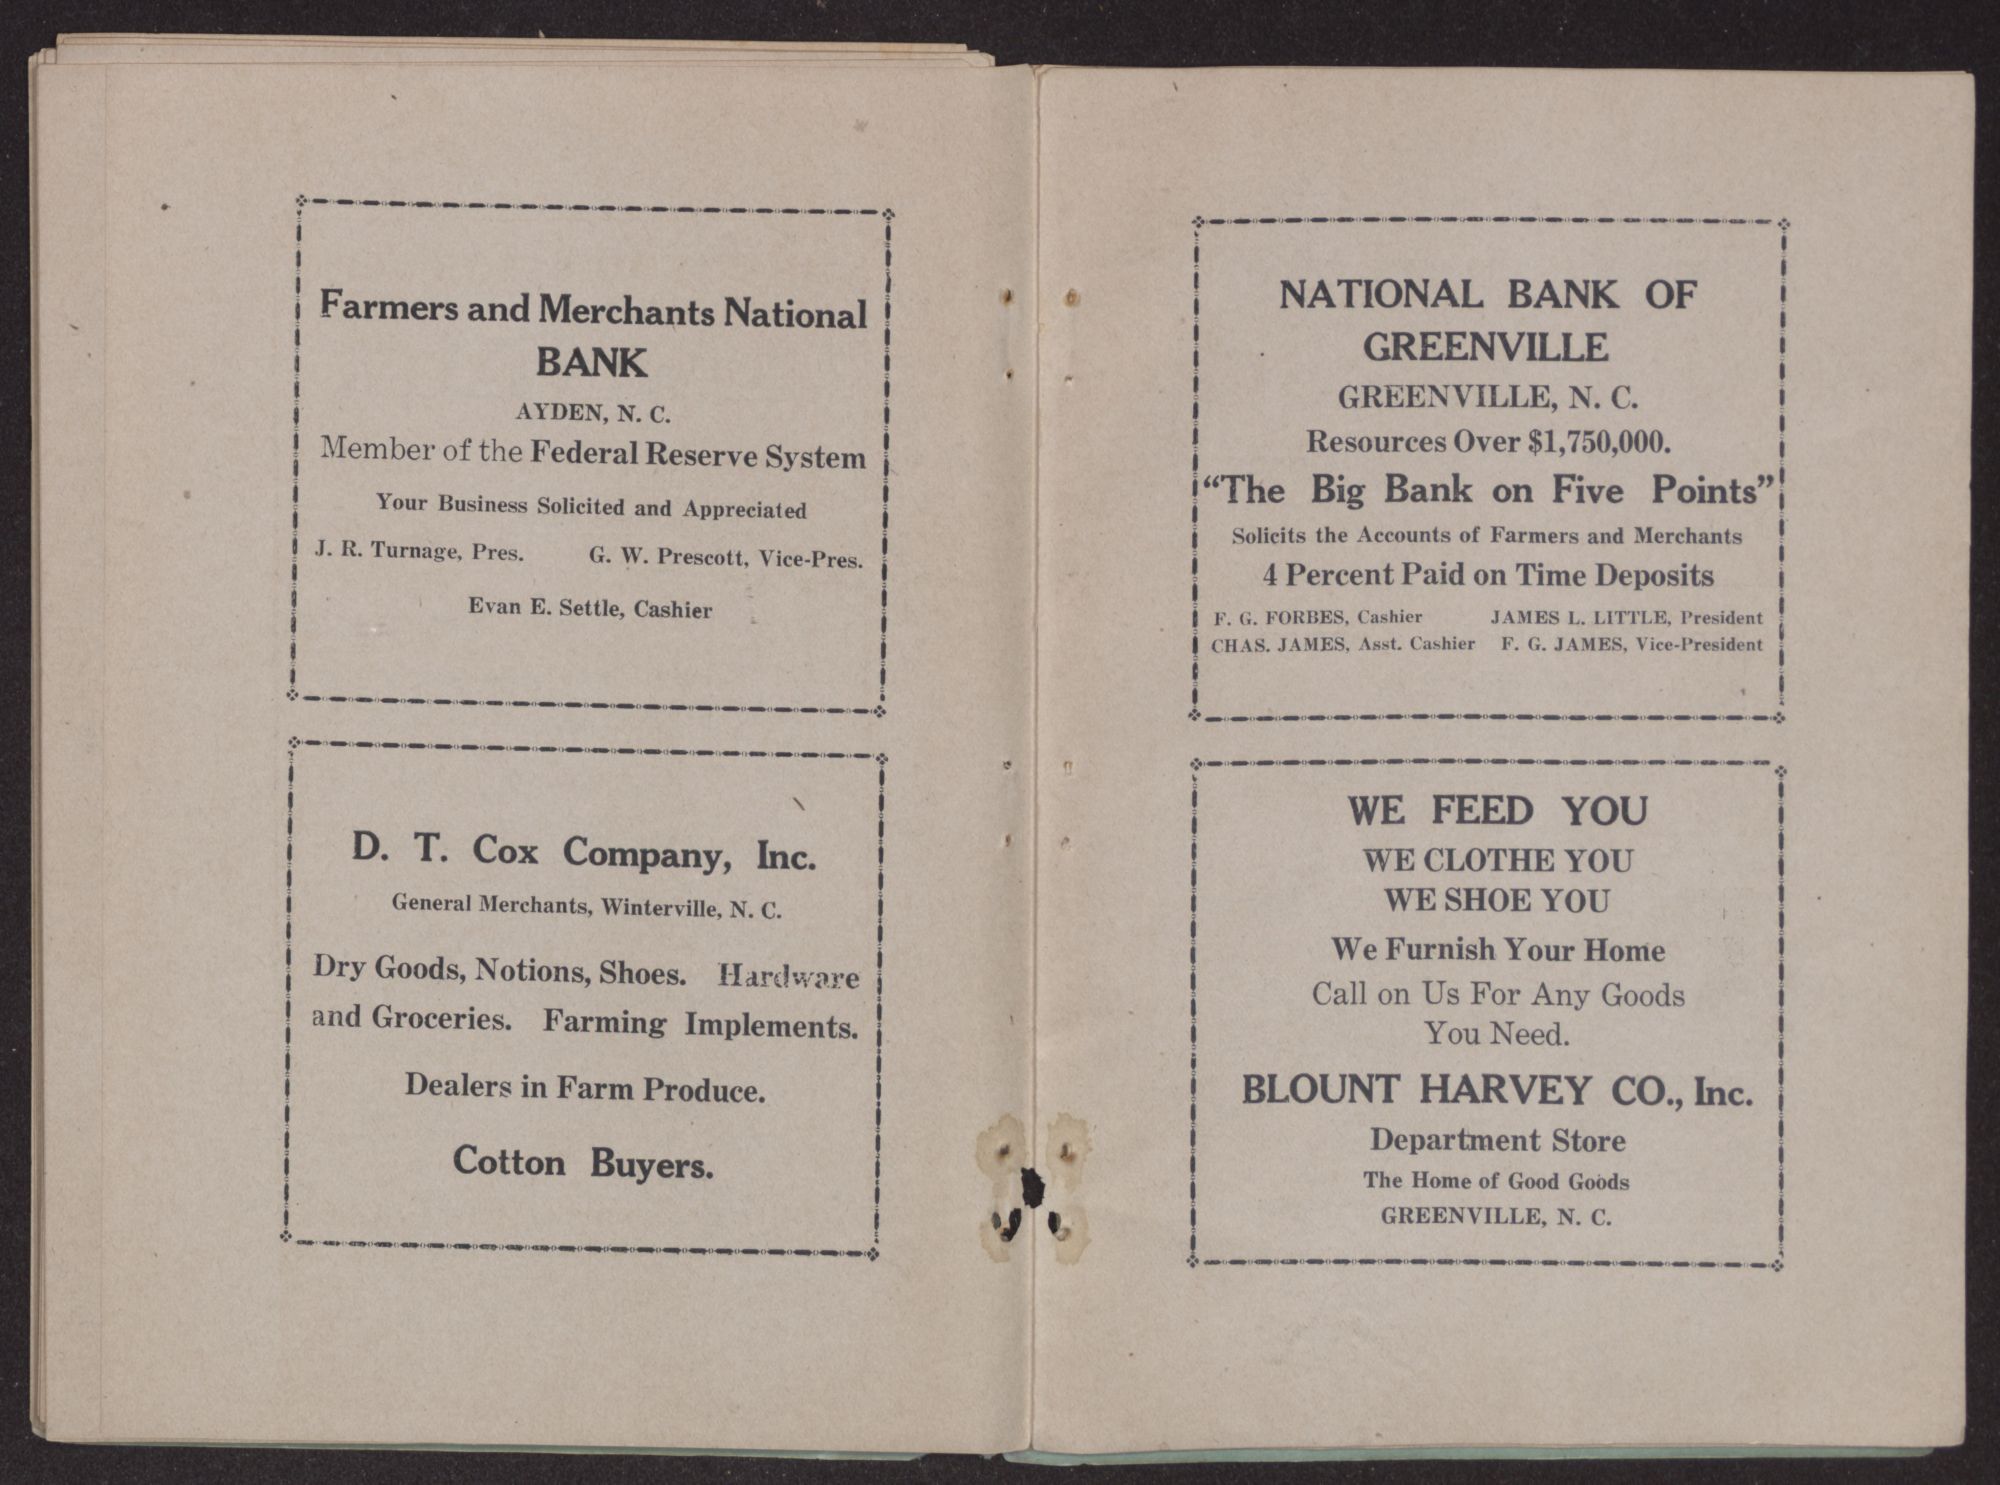 Farmers and Merchants National
BANK
AYDEN, N. C.
Member of the Federal Reserve System
Your Business Solicited and Appreciated
J. R. Turnage, Pres. G. W. Prescott, Vice-Pres.
Evan E. Settle, Cashier
D. T. Cox Company, Inc.
General Merchants, Winterville, N. C.
Dry Goods, Notions, Shoes. Hardware
and Groceries. Farming Implements.
Dealers in Farm Produce.
Cotton Buyers.
NATIONAL BANK OF
GREENVILLE
GREENVILLE, N. C.
Resources Over $1,750,000.
“The Big Bank on Five Points”
Solicits the Accounts of Farmers and Merchants
4 Percent Paid on Time Deposits
F. G. FORBES, Cashier JAMES L. LITTLE, President
CHAS. JAMES, Asst. Cashier F. G. JAMES, Vice-President
WE FEED YOU
WE CLOTHE YOU
WE SHOE YOU
We Furnish Your Home
Call on Us For Any Goods
You Need.
BLOUNT HARVEY CO., Inc.
Department Store
The Home of Good Goods
GREENVILLE, N. C.